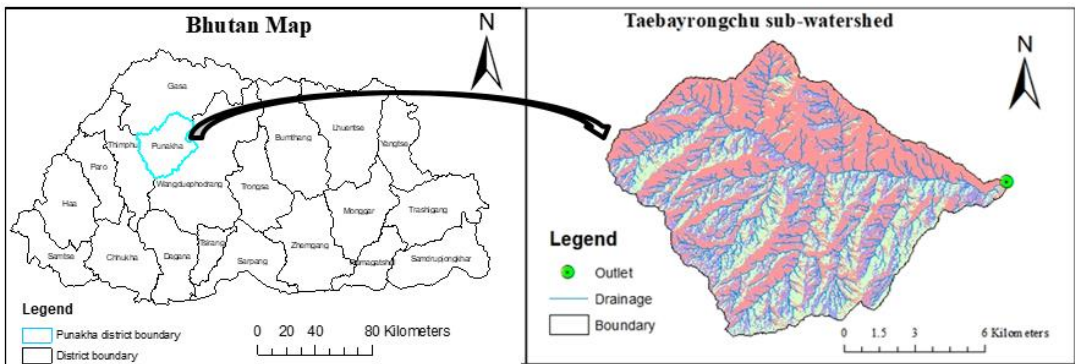 Bhutan Map
N
Gasa
Punakha
Thimphu
Paro
Haa
Wangduephodrang
Bumthang
Lhuentse
Yangtse
Trongsa
Monggar
Trashigang
Samtse
Chhukha
Dagana
Tsirang
Sarpang
Zhemgang
Samdrupjongkhar
Legend
Punakha district boundary
District boundary
0 20 40 80 Kilometers
Taebayrongchu sub-watershed
N
Legend
Outlet
Drainage
Boundary
0 1.5 3 6 Kilometers